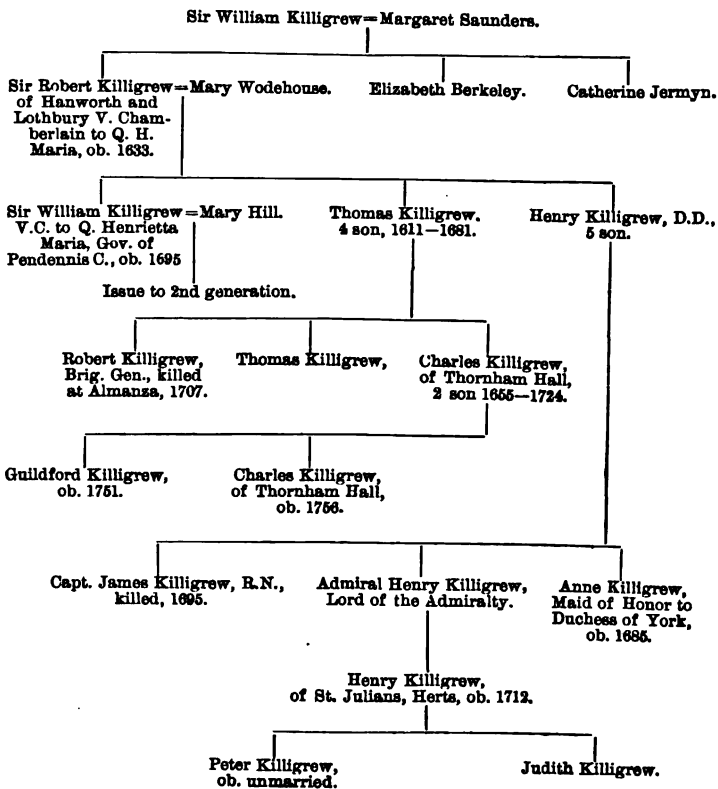 Sir William Killigrew=Margaret Saunders.
Sir Robert Killigrew=Mary Wodehouse.
of Hanworth and
Lothbury V. Cham-
berlain to Q. H.
Maria, ob. 1633.
Elizabeth Berkeley.
Catherine Jermyn.
Sir William Killigrew=Mary Hill.
V.C. to Q. Henrietta
Maria, Gov. of
Pendennis C., ob. 1695
Issue to 2nd generation.
Thomas Killigrew.
4 son, 1611—1681.
Henry Killigrew, D.D.,
5 son.
Robert Killigrew,
Brig. Gen., killed
at Almanza, 1707.
Thomas Killigrew,
Charles Killigrew,
of Thornham Hall,
2 son 1655—1724.
Guildford Killigrew,
ob. 1751.
Charles Killigrew,
of Thornham Hall,
ob. 1756.
Capt. James Killigrew, R.N.,
killed, 1695.
Admiral Henry Killigrew,
Lord of the Admiralty.
Anne Killigrew,
Maid of Honor to
Duchess of York,
ob. 1685.
Henry Killigrew,
of St. Julians, Herts, ob. 1712.
Peter Killigrew,
ob. unmarried.
Judith Killigrew.